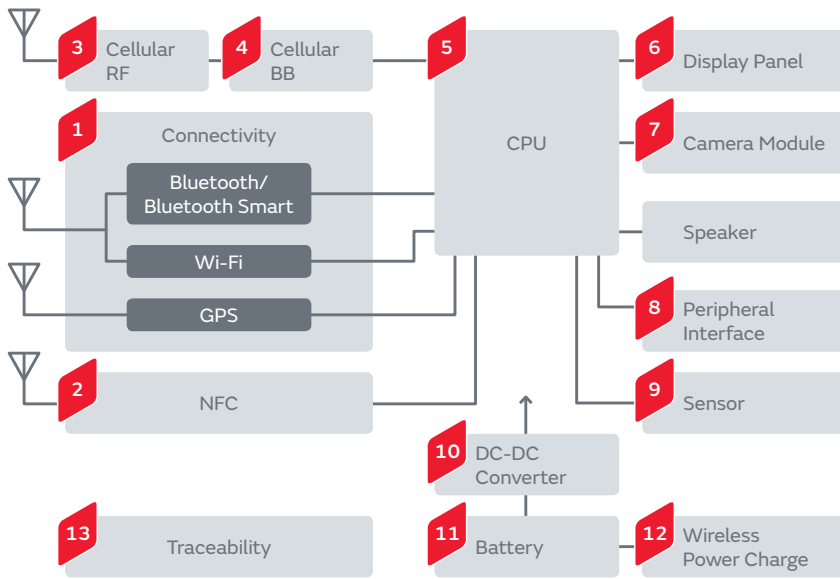 3
Cellular
RF
4
Cellular
BB
5
CPU
6
Display Panel
1
Connectivity
Bluetooth/
Bluetooth Smart
Wi-Fi
GPS
7
Camera Module
Speaker
8
Peripheral
Interface
2
NFC
9
Sensor
10
DC-DC
Converter
13
Traceability
11
Battery
12
Wireless
Power Charge